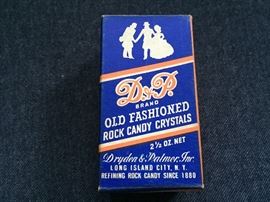 D&P.
BRAND
OLD FASHIONED
ROCK CANDY CRYSTALS
2½ OZ. NET
Dryden & Palmer, Inc.
LONG ISLAND CITY, N.Y.
REFINING ROCK CANDY SINCE 1880